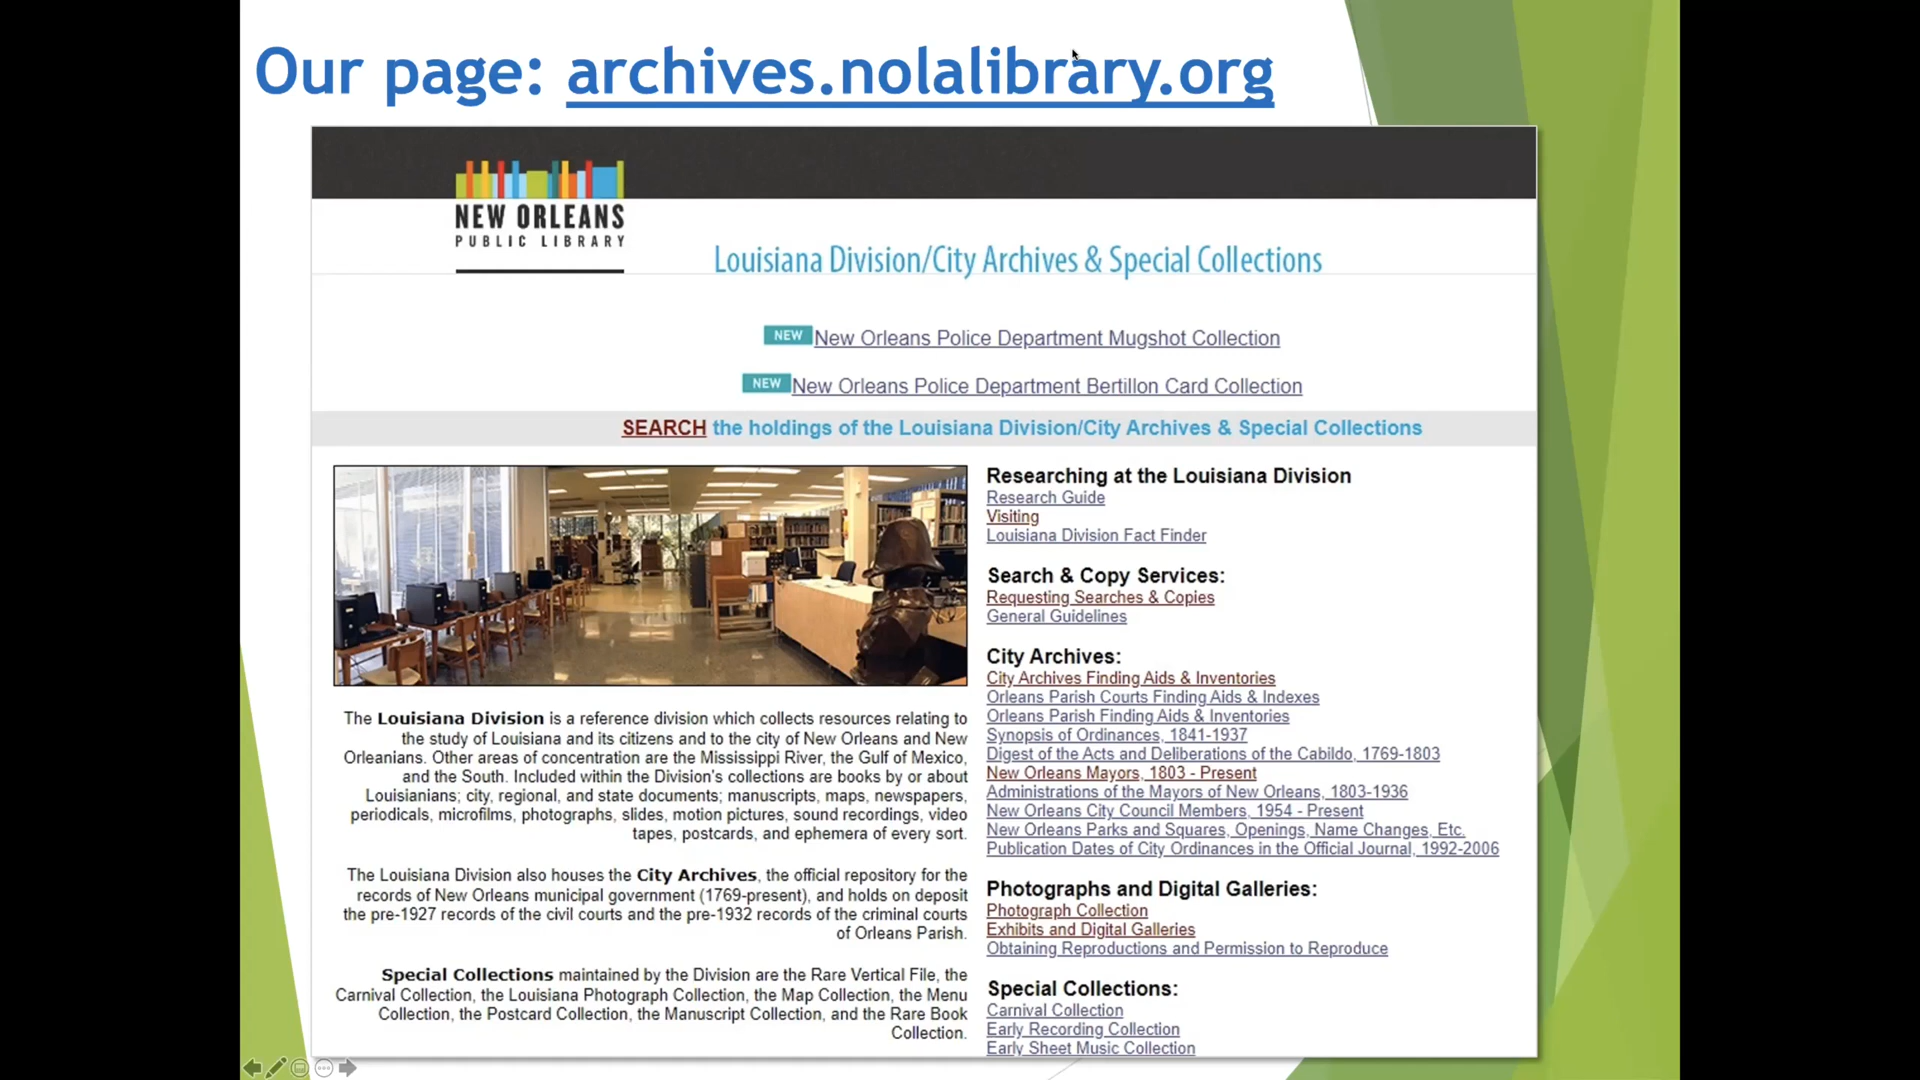 Our page: archives.nolalibrary.org
NEW ORLEANS
PUBLIC LIBRARY
Louisiana Division/City Archives & Special Collections
NEW New Orleans Police Department Mugshot Collection
NEW New Orleans Police Department Bertillon Card Collection
SEARCH the holdings of the Louisiana Division/City Archives & Special Collections
The Louisiana Division is a reference division which collects resources relating to
the study of Louisiana and its citizens and to the city of New Orleans and New
Orleanians. Other areas of concentration are the Mississippi River, the Gulf of Mexico,
and the South. Included within the Division's collections are books by or about
Louisianians; city, regional, and state documents; manuscripts, maps, newspapers,
periodicals, microfilms, photographs, slides, motion pictures, sound recordings, video
tapes, postcards, and ephemera of every sort.
The Louisiana Division also houses the City Archives, the official repository for the
records of New Orleans municipal government (1769-present), and holds on deposit
the pre-1927 records of the civil courts and the pre-1932 records of the criminal courts
of Orleans Parish.
Special Collections maintained by the Division are the Rare Vertical File, the
Carnival Collection, the Louisiana Photograph Collection, the Map Collection, the Menu
Collection, the Postcard Collection, the Manuscript Collection, and the Rare Book
Collection.
Researching at the Louisiana Division
Research Guide
Visiting
Louisiana Division Fact Finder
Search & Copy Services:
Requesting Searches & Copies
General Guidelines
City Archives:
City Archives Finding Aids & Inventories
Orleans Parish Courts Finding Aids & Indexes
Orleans Parish Finding Aids & Inventories
Synopsis of Ordinances, 1841-1937
Digest of the Acts and Deliberations of the Cabildo, 1769-1803
New Orleans Mayors, 1803 - Present
Administrations of the Mayors of New Orleans, 1803-1936
New Orleans City Council Members, 1954 - Present
New Orleans Parks and Squares, Openings, Name Changes, Etc.
Publication Dates of City Ordinances in the Official Journal, 1992-2006
Photographs and Digital Galleries:
Photograph Collection
Exhibits and Digital Galleries
Obtaining Reproductions and Permission to Reproduce
Special Collections:
Carnival Collection
Early Recording Collection
Early Sheet Music Collection